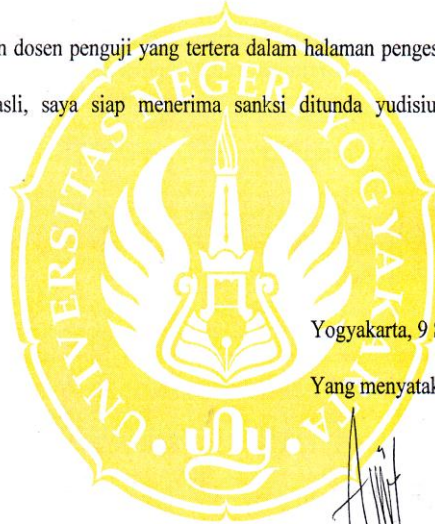 n dosen penguji yang tertera dalam halaman penges
asli, saya siap menerima sanksi ditunda yudisiu
UNIVERSITAS NEGERI YOGYAKARTA
Yogyakarta, 9 S
Yang menyatak
uny